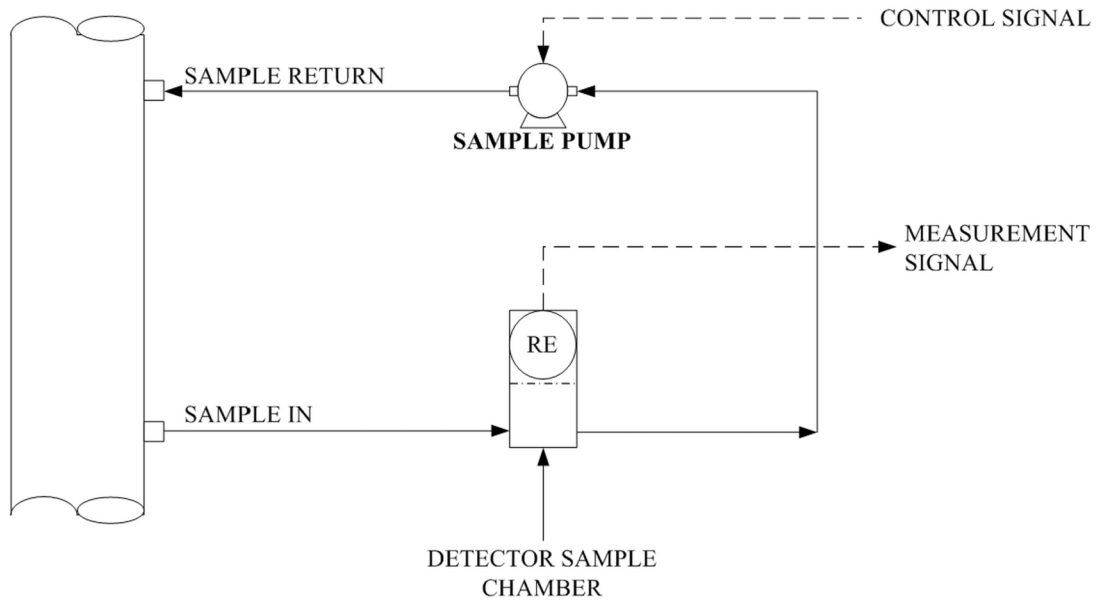 CONTROL SIGNAL
SAMPLE RETURN
SAMPLE PUMP
MEASUREMENT
SIGNAL
RE
SAMPLE IN
DETECTOR SAMPLE
CHAMBER